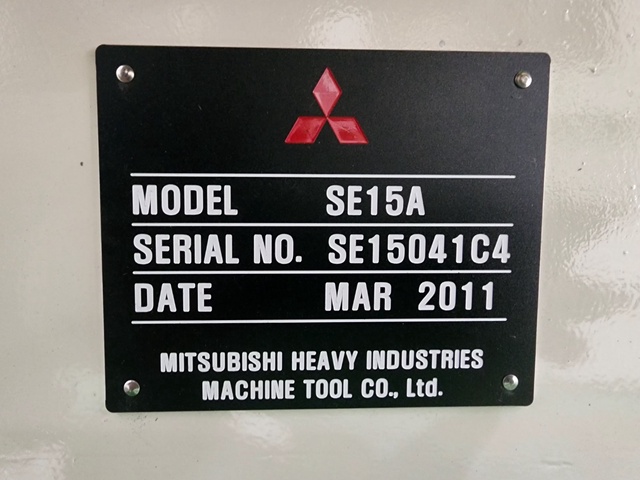 MODEL SE15A
SERIAL NO. SE15041C4
DATE MAR 2011
MITSUBISHI HEAVY INDUSTRIES
MACHINE TOOL CO., Ltd.